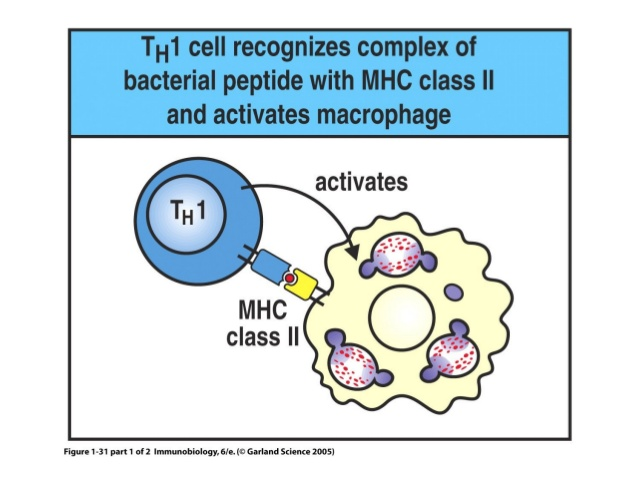 TH1 cell recognizes complex of
bacterial peptide with MHC class II
and activates macrophage
activates
TH1
MHC
class II
Figure 1-31 part 1 of 2 Immunobiology, 6/e. (© Garland Science 2005)